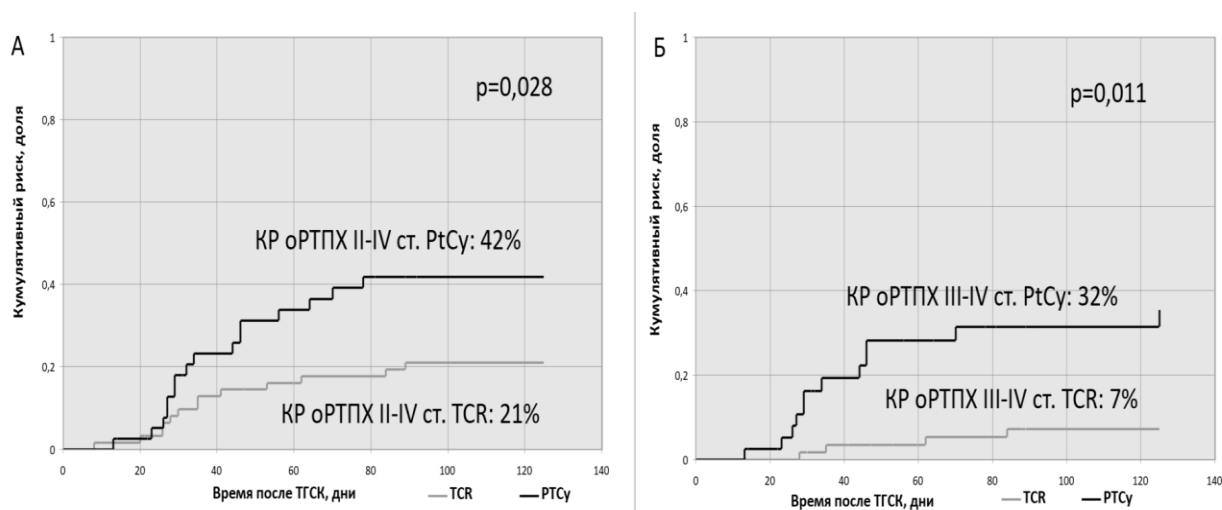 А
Кумулятивный риск, доля
1
0,8
0,6
0,4
0,2
0
p=0,028
КР оРТПХ II-IV ст. PtCy: 42%
КР оРТПХ II-IV ст. TCR: 21%
0 20 40 60 80 100 120 140
Время после ТГСК, дни
TCR PTCy
Б
Кумулятивный риск, доля
1
0,8
0,6
0,4
0,2
0
p=0,011
КР оРТПХ III-IV ст. PtCy: 32%
КР оРТПХ III-IV ст. TCR: 7%
0 20 40 60 80 100 120 140
Время после ТГСК, дни
TCR PTCy